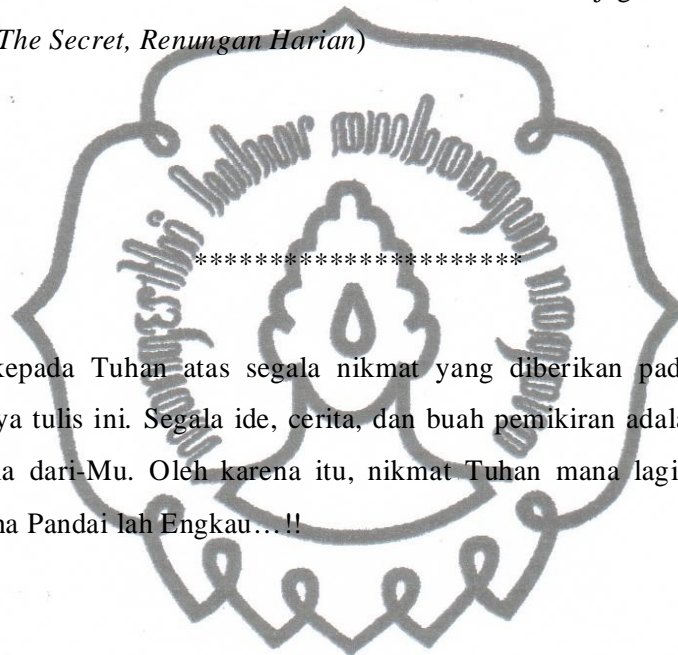 The Secret, Renungan Harian)
**********************
kepada Tuhan atas segala nikmat yang diberikan pad
ya tulis ini. Segala ide, cerita, dan buah pemikiran adala
a dari-Mu. Oleh karena itu, nikmat Tuhan mana lagi
na Pandai lah Engkau…!!